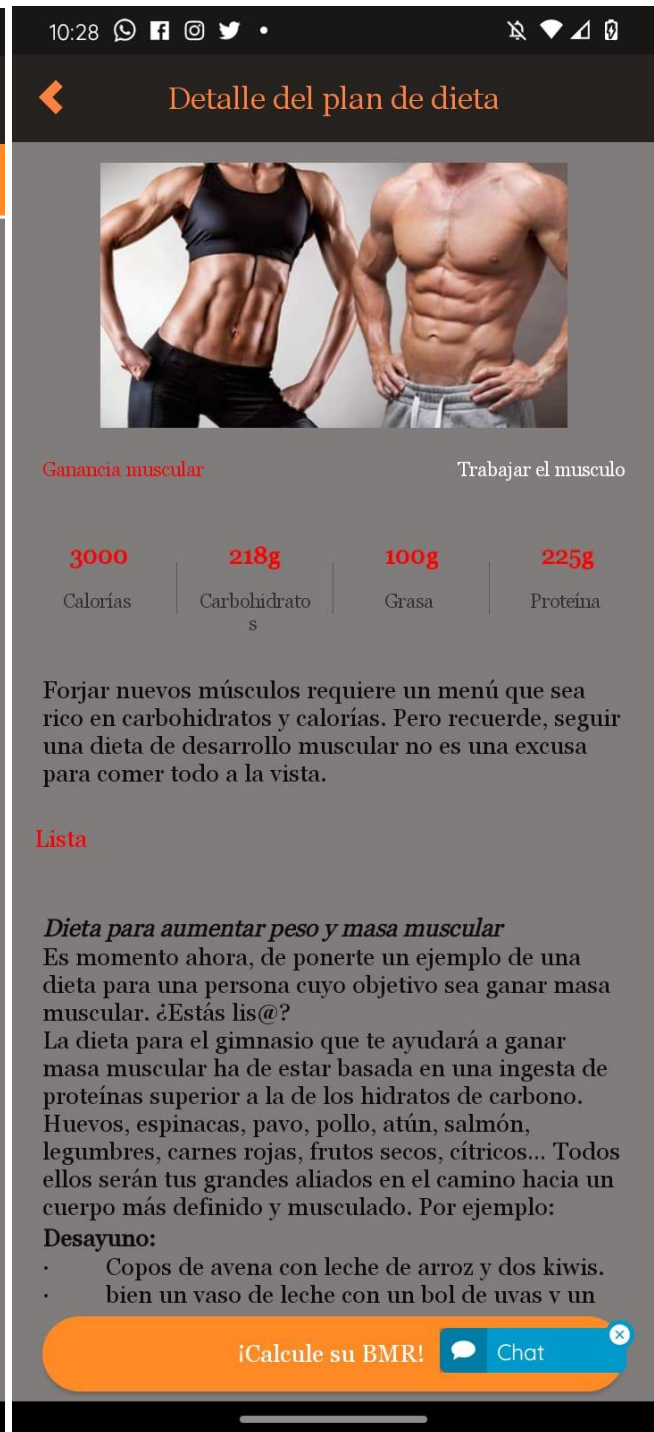 10:28
Detalle del plan de dieta
Ganancia muscular
Trabajar el musculo
3000
218g
100g
225g
Calorías
Carbohidrato
s
Grasa
Proteína
Forjar nuevos músculos requiere un menú que sea
rico en carbohidratos y calorías. Pero recuerde, seguir
una dieta de desarrollo muscular no es una excusa
para comer todo a la vista.
Lista
Dieta para aumentar peso y masa muscular
Es momento ahora, de ponerte un ejemplo de una
dieta para una persona cuyo objetivo sea ganar masa
muscular. ¿Estás lis@?
La dieta para el gimnasio que te ayudará a ganar
masa muscular ha de estar basada en una ingesta de
proteínas superior a la de los hidratos de carbono.
Huevos, espinacas, pavo, pollo, atún, salmón,
legumbres, carnes rojas, frutos secos, cítricos... Todos
ellos serán tus grandes aliados en el camino hacia un
cuerpo más definido y musculado. Por ejemplo:
Desayuno:
· Copos de avena con leche de arroz y dos kiwis.
· bien un vaso de leche con un bol de uvas y un
¡Calcule su BMR!
Chat